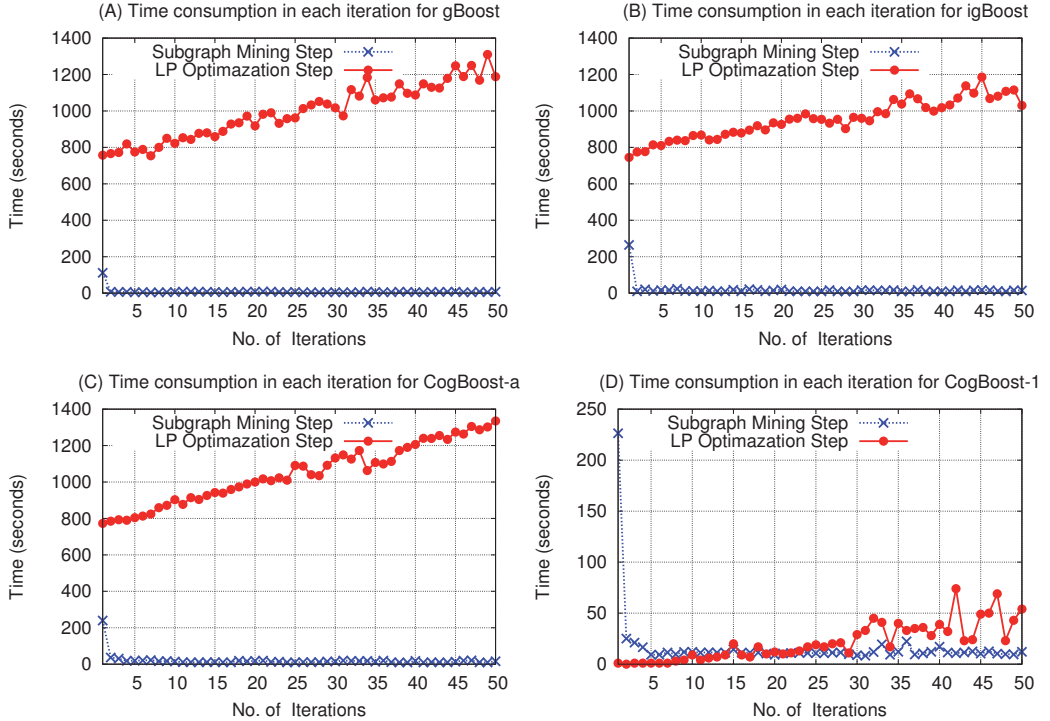 (A) Time consumption in each iteration for gBoost
1400
1200
1000
800
600
400
200
0
Time (seconds)
Subgraph Mining Step
LP Optimazation Step
5 10 15 20 25 30 35 40 45 50
No. of Iterations
(B) Time consumption in each iteration for igBoost
1400
1200
1000
800
600
400
200
0
Time (seconds)
Subgraph Mining Step
LP Optimazation Step
5 10 15 20 25 30 35 40 45 50
No. of Iterations
(C) Time consumption in each iteration for CogBoost-a
1400
1200
1000
800
600
400
200
0
Time (seconds)
Subgraph Mining Step
LP Optimazation Step
5 10 15 20 25 30 35 40 45 50
No. of Iterations
(D) Time consumption in each iteration for CogBoost-1
250
200
150
100
50
0
Time (seconds)
Subgraph Mining Step
LP Optimazation Step
5 10 15 20 25 30 35 40 45 50
No. of Iterations